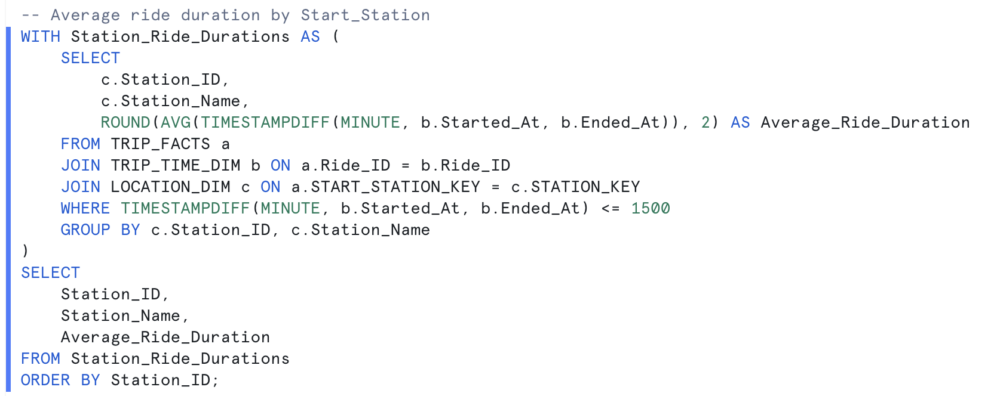 -- Average ride duration by Start_Station
WITH Station_Ride_Durations AS (
    SELECT
        c.Station_ID,
        c.Station_Name,
        ROUND(AVG(TIMESTAMPDIFF(MINUTE, b.Started_At, b.Ended_At)), 2) AS Average_Ride_Duration
    FROM TRIP_FACTS a
    JOIN TRIP_TIME_DIM b ON a.Ride_ID = b.Ride_ID
    JOIN LOCATION_DIM c ON a.START_STATION_KEY = c.STATION_KEY
    WHERE TIMESTAMPDIFF(MINUTE, b.Started_At, b.Ended_At) <= 1500
    GROUP BY c.Station_ID, c.Station_Name
)
SELECT
    Station_ID,
    Station_Name,
    Average_Ride_Duration
FROM Station_Ride_Durations
ORDER BY Station_ID;